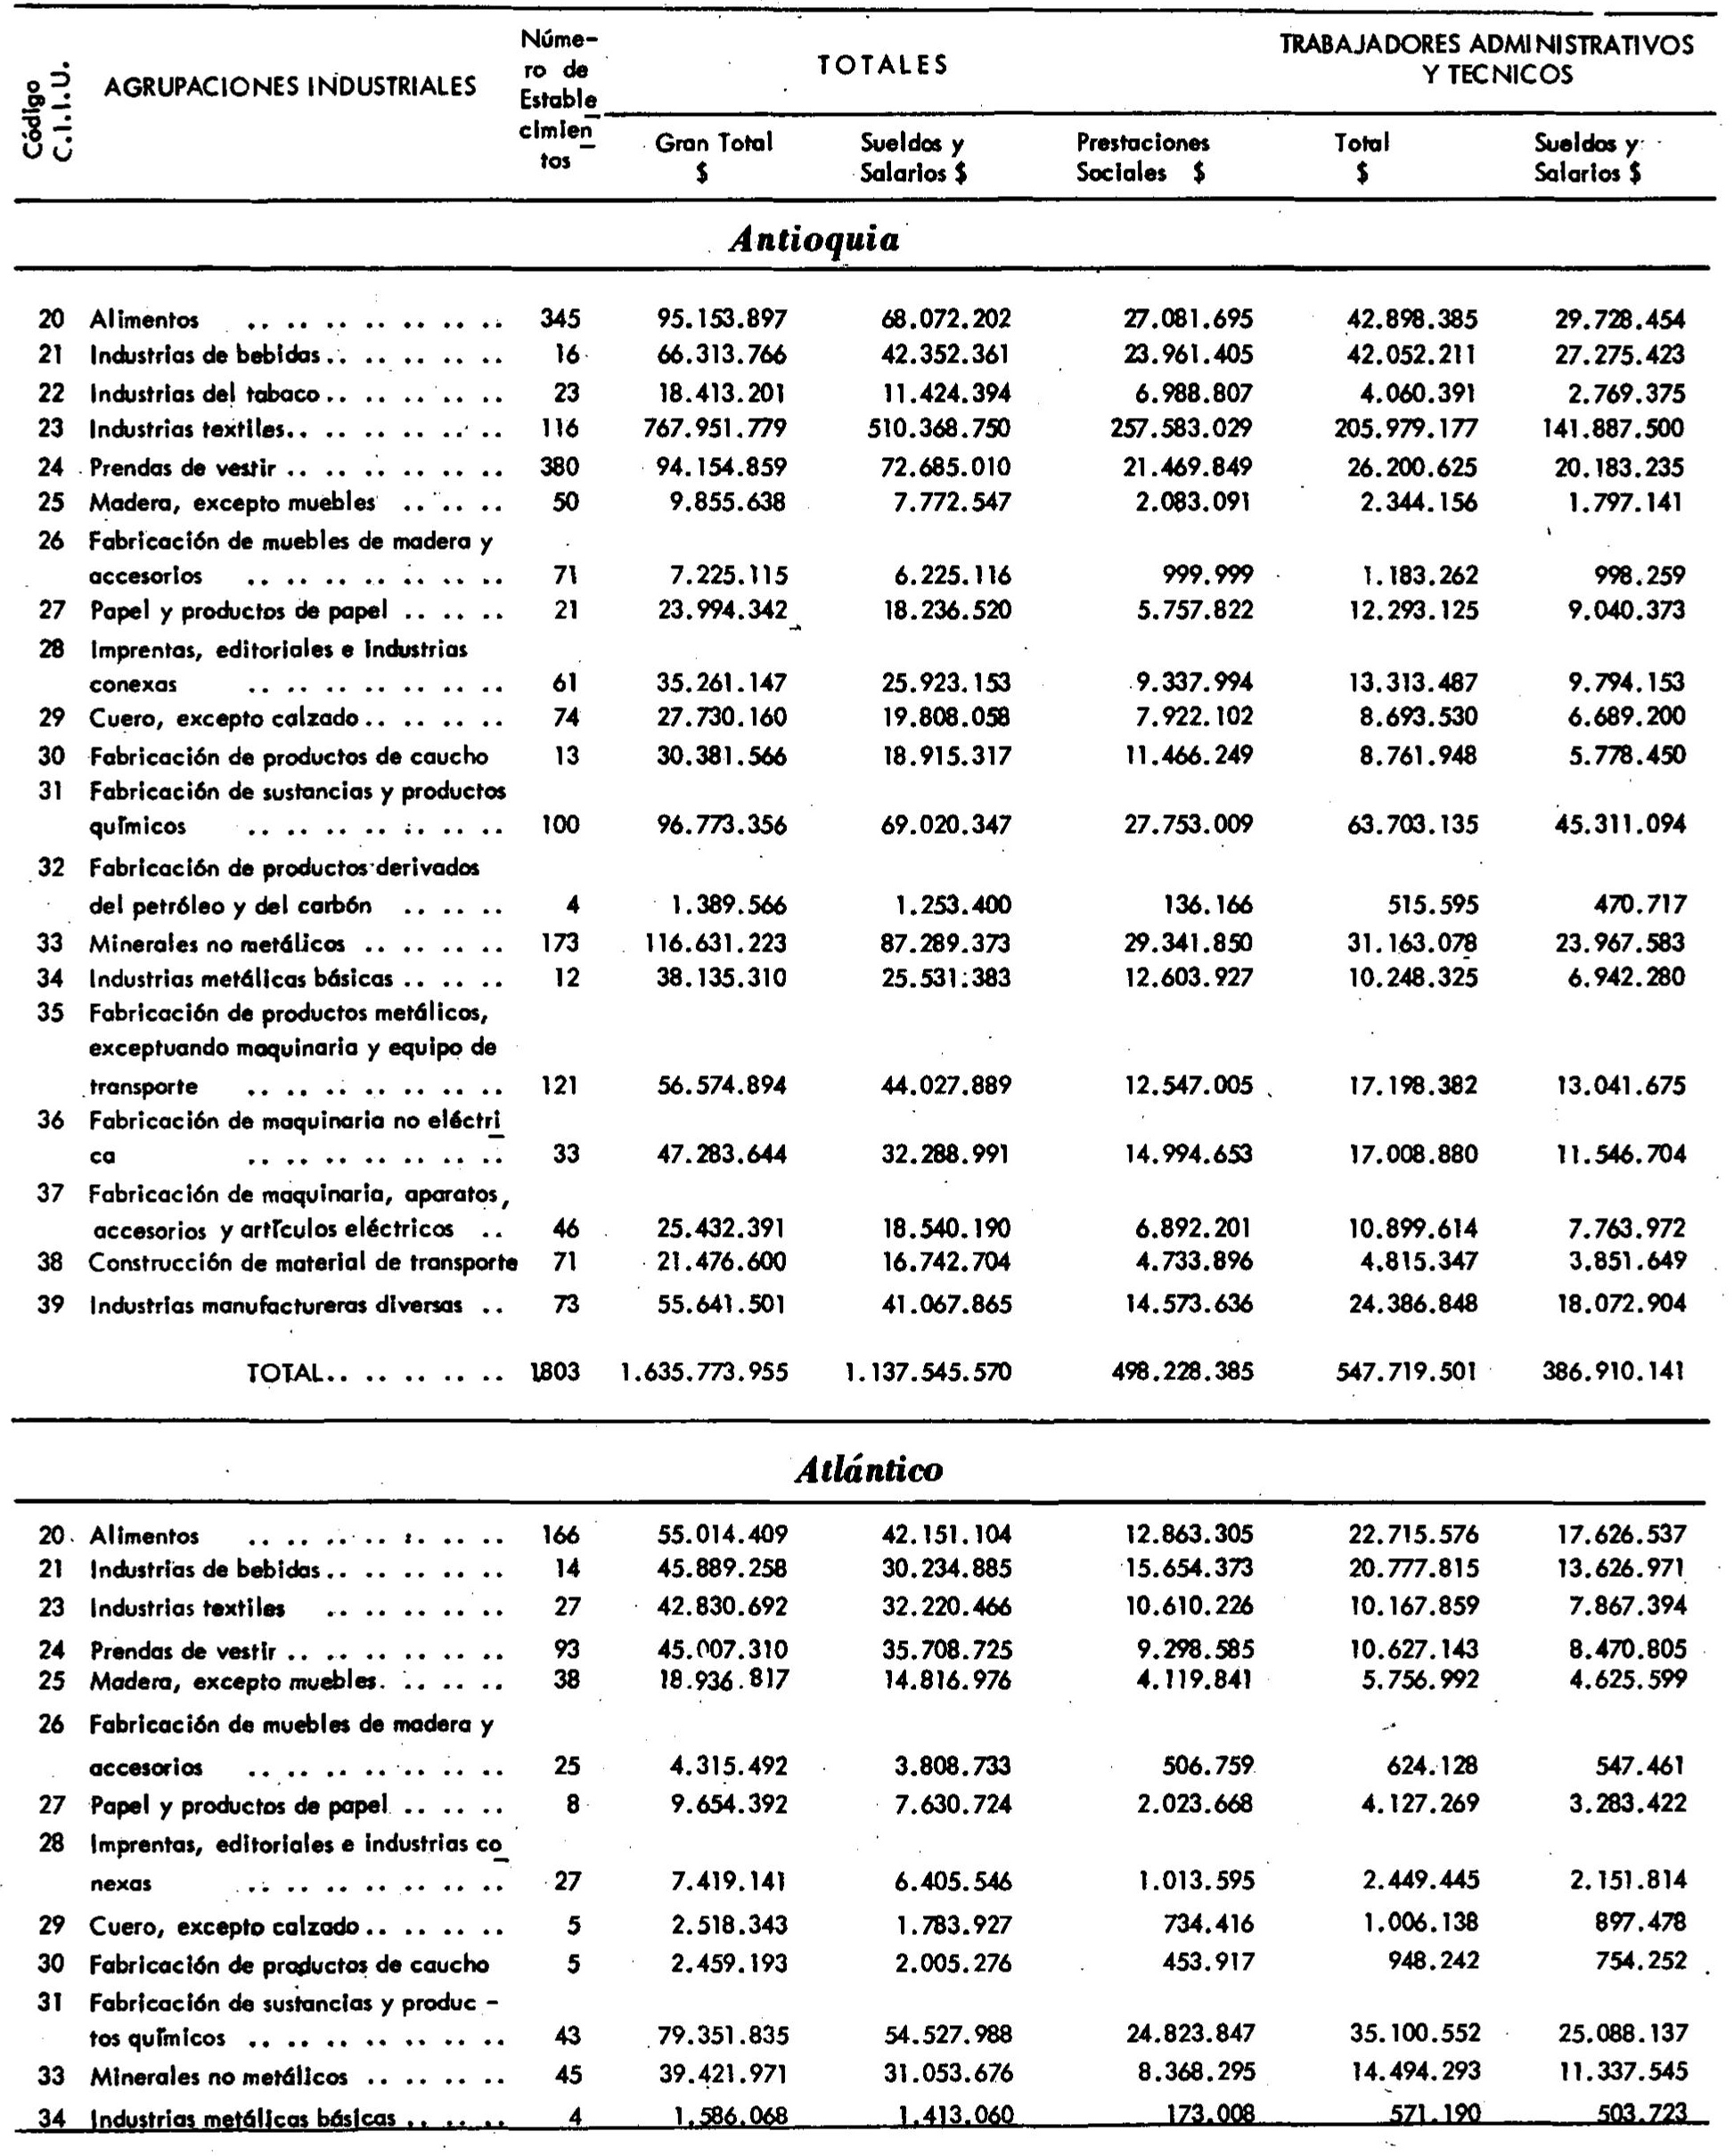 Código C.I.I.U. AGRUPACIONES INDUSTRIALES Núme- ro de Estable cimien tos TOTALES TRABAJADORES ADMINISTRATIVOS Y TECNICOS
Gran Total $ Sueldos y Salarios $ Prestaciones Sociales $ Total $ Sueldos y Salarios $
Antioquia
20 Alimentos .. .. .. .. .. .. .. 345 95.153.897 68.072.202 27.081.695 42.898.385 29.728.454
21 Industrias de bebidas.. .. .. .. .. 16 66.313.766 42.352.361 23.961.405 42.052.211 27.275.423
22 Industrias del tabaco.. .. .. .. .. 23 18.413.201 11.424.394 6.988.807 4.060.391 2.769.375
23 Industrias textiles.. .. .. .. .. .. 116 767.951.779 510.368.750 257.583.029 205.979.177 141.887.500
24 Prendas de vestir .. .. .. .. .. .. 380 94.154.859 72.685.010 21.469.849 26.200.625 20.183.235
25 Madera, excepto muebles .. .. .. 50 9.855.638 7.772.547 2.083.091 2.344.156 1.797.141
26 Fabricación de muebles de madera y
accesorios .. .. .. .. .. .. .. 71 7.225.115 6.225.116 999.999 1.183.262 998.259
27 Papel y productos de papel .. .. .. 21 23.994.342 18.236.520 5.757.822 12.293.125 9.040.373
28 Imprentas, editoriales e industrias
conexas .. .. .. .. .. .. .. 61 35.261.147 25.923.153 9.337.994 13.313.487 9.794.153
29 Cuero, excepto calzado.. .. .. .. 74 27.730.160 19.808.058 7.922.102 8.693.530 6.689.200
30 Fabricación de productos de caucho 13 30.381.566 18.915.317 11.466.249 8.761.948 5.778.450
31 Fabricación de sustancias y productos
químicos .. .. .. .. .. .. .. 100 96.773.356 69.020.347 27.753.009 63.703.135 45.311.094
32 Fabricación de productos derivados
del petróleo y del carbón .. .. .. 4 1.389.566 1.253.400 136.166 515.595 470.717
33 Minerales no metálicos .. .. .. .. 173 116.631.223 87.289.373 29.341.850 31.163.078 23.967.583
34 Industrias metálicas básicas .. .. .. 12 38.135.310 25.531.383 12.603.927 10.248.325 6.942.280
35 Fabricación de productos metálicos,
exceptuando maquinaria y equipo de
transporte .. .. .. .. .. .. .. 121 56.574.894 44.027.889 12.547.005 17.198.382 13.041.675
36 Fabricación de maquinaria no eléctri
ca .. .. .. .. .. .. .. 33 47.283.644 32.288.991 14.994.653 17.008.880 11.546.704
37 Fabricación de maquinaria, aparatos,
accesorios y artículos eléctricos .. 46 25.432.391 18.540.190 6.892.201 10.899.614 7.763.972
38 Construcción de material de transporte 71 21.476.600 16.742.704 4.733.896 4.815.347 3.851.649
39 Industrias manufactureras diversas .. 73 55.641.501 41.067.865 14.573.636 24.386.848 18.072.904
TOTAL.. .. .. .. .. 1803 1.635.773.955 1.137.545.570 498.228.385 547.719.501 386.910.141
Atlántico
20 Alimentos .. .. .. .. .. .. .. 166 55.014.409 42.151.104 12.863.305 22.715.576 17.626.537
21 Industrias de bebidas.. .. .. .. .. 14 45.889.258 30.234.885 15.654.373 20.777.815 13.626.971
23 Industrias textiles .. .. .. .. .. 27 42.830.692 32.220.466 10.610.226 10.167.859 7.867.394
24 Prendas de vestir .. .. .. .. .. .. 93 45.007.310 35.708.725 9.298.585 10.627.143 8.470.805
25 Madera, excepto muebles. .. .. .. 38 18.936.817 14.816.976 4.119.841 5.756.992 4.625.599
26 Fabricación de muebles de madera y
accesorios .. .. .. .. .. .. .. 25 4.315.492 3.808.733 506.759 624.128 547.461
27 Papel y productos de papel .. .. .. 8 9.654.392 7.630.724 2.023.668 4.127.269 3.283.422
28 Imprentas, editoriales e industrias co
nexas .. .. .. .. .. .. .. 27 7.419.141 6.405.546 1.013.595 2.449.445 2.151.814
29 Cuero, excepto calzado.. .. .. .. 5 2.518.343 1.783.927 734.416 1.006.138 897.478
30 Fabricación de productos de caucho 5 2.459.193 2.005.276 453.917 948.242 754.252
31 Fabricación de sustancias y produc -
tos químicos .. .. .. .. .. .. .. 43 79.351.835 54.527.988 24.823.847 35.100.552 25.088.137
33 Minerales no metálicos .. .. .. .. 45 39.421.971 31.053.676 8.368.295 14.494.293 11.337.545
34 Industrias metálicas básicas .. .. .. 4 1.586.068 1.413.060 173.008 571.190 503.723